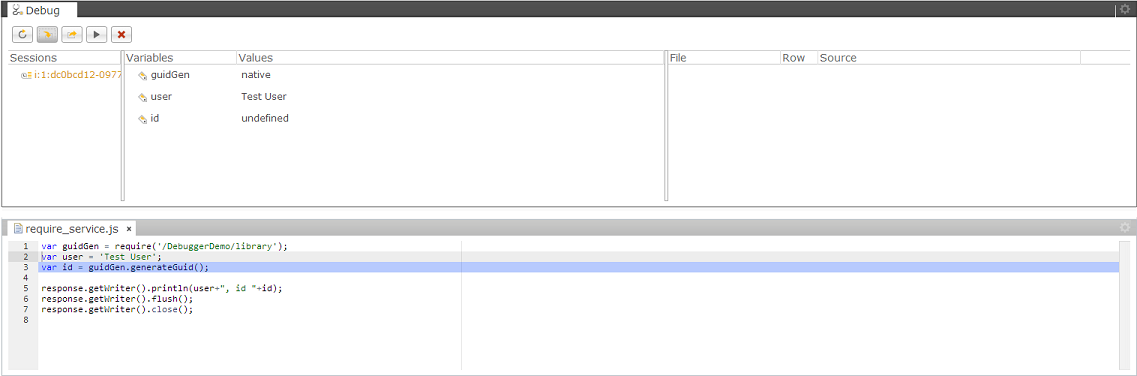 Debug
Sessions Variables Values File Row Source
i:1:dc0bcd12-0977 guidGen native
user Test User
id undefined
require_service.js ×
1 var guidGen = require('/DebuggerDemo/library');
2 var user = 'Test User';
3 var id = guidGen.generateGuid();
4
5 response.getWriter().println(user+", id "+id);
6 response.getWriter().flush();
7 response.getWriter().close();
8